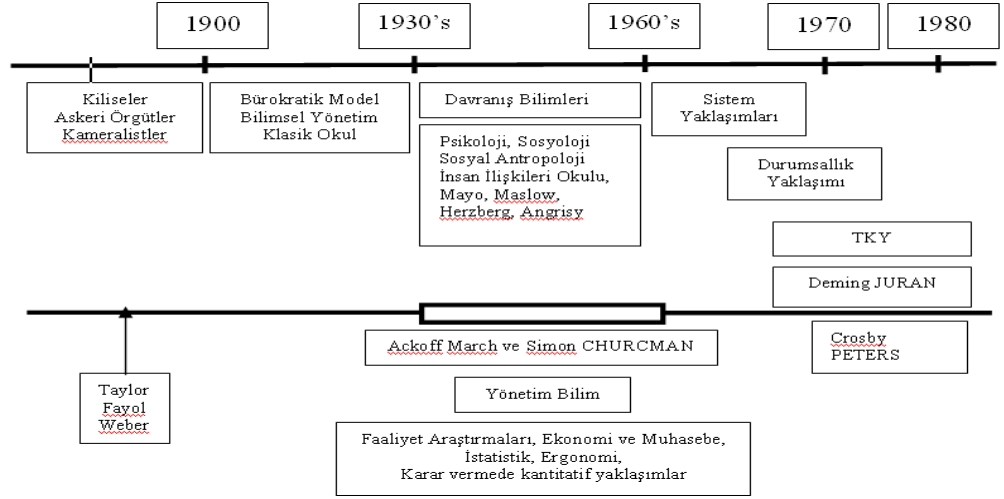 1900
1930’s
1960’s
1970
1980
Kiliseler
Askeri Örgütler
Kameralistler
Bürokratik Model
Bilimsel Yönetim
Klasik Okul
Davranış Bilimleri
Psikoloji, Sosyoloji
Sosyal Antropoloji
İnsan İlişkileri Okulu,
Mayo, Maslow,
Herzberg, Angrisy
Sistem
Yaklaşımları
Durumsallık
Yaklaşımı
TKY
Deming JURAN
Crosby
PETERS
Ackoff March ve Simon CHURCMAN
Yönetim Bilim
Faaliyet Araştırmaları, Ekonomi ve Muhasebe,
İstatistik, Ergonomi,
Karar vermede kantitatif yaklaşımlar
Taylor
Fayol
Weber